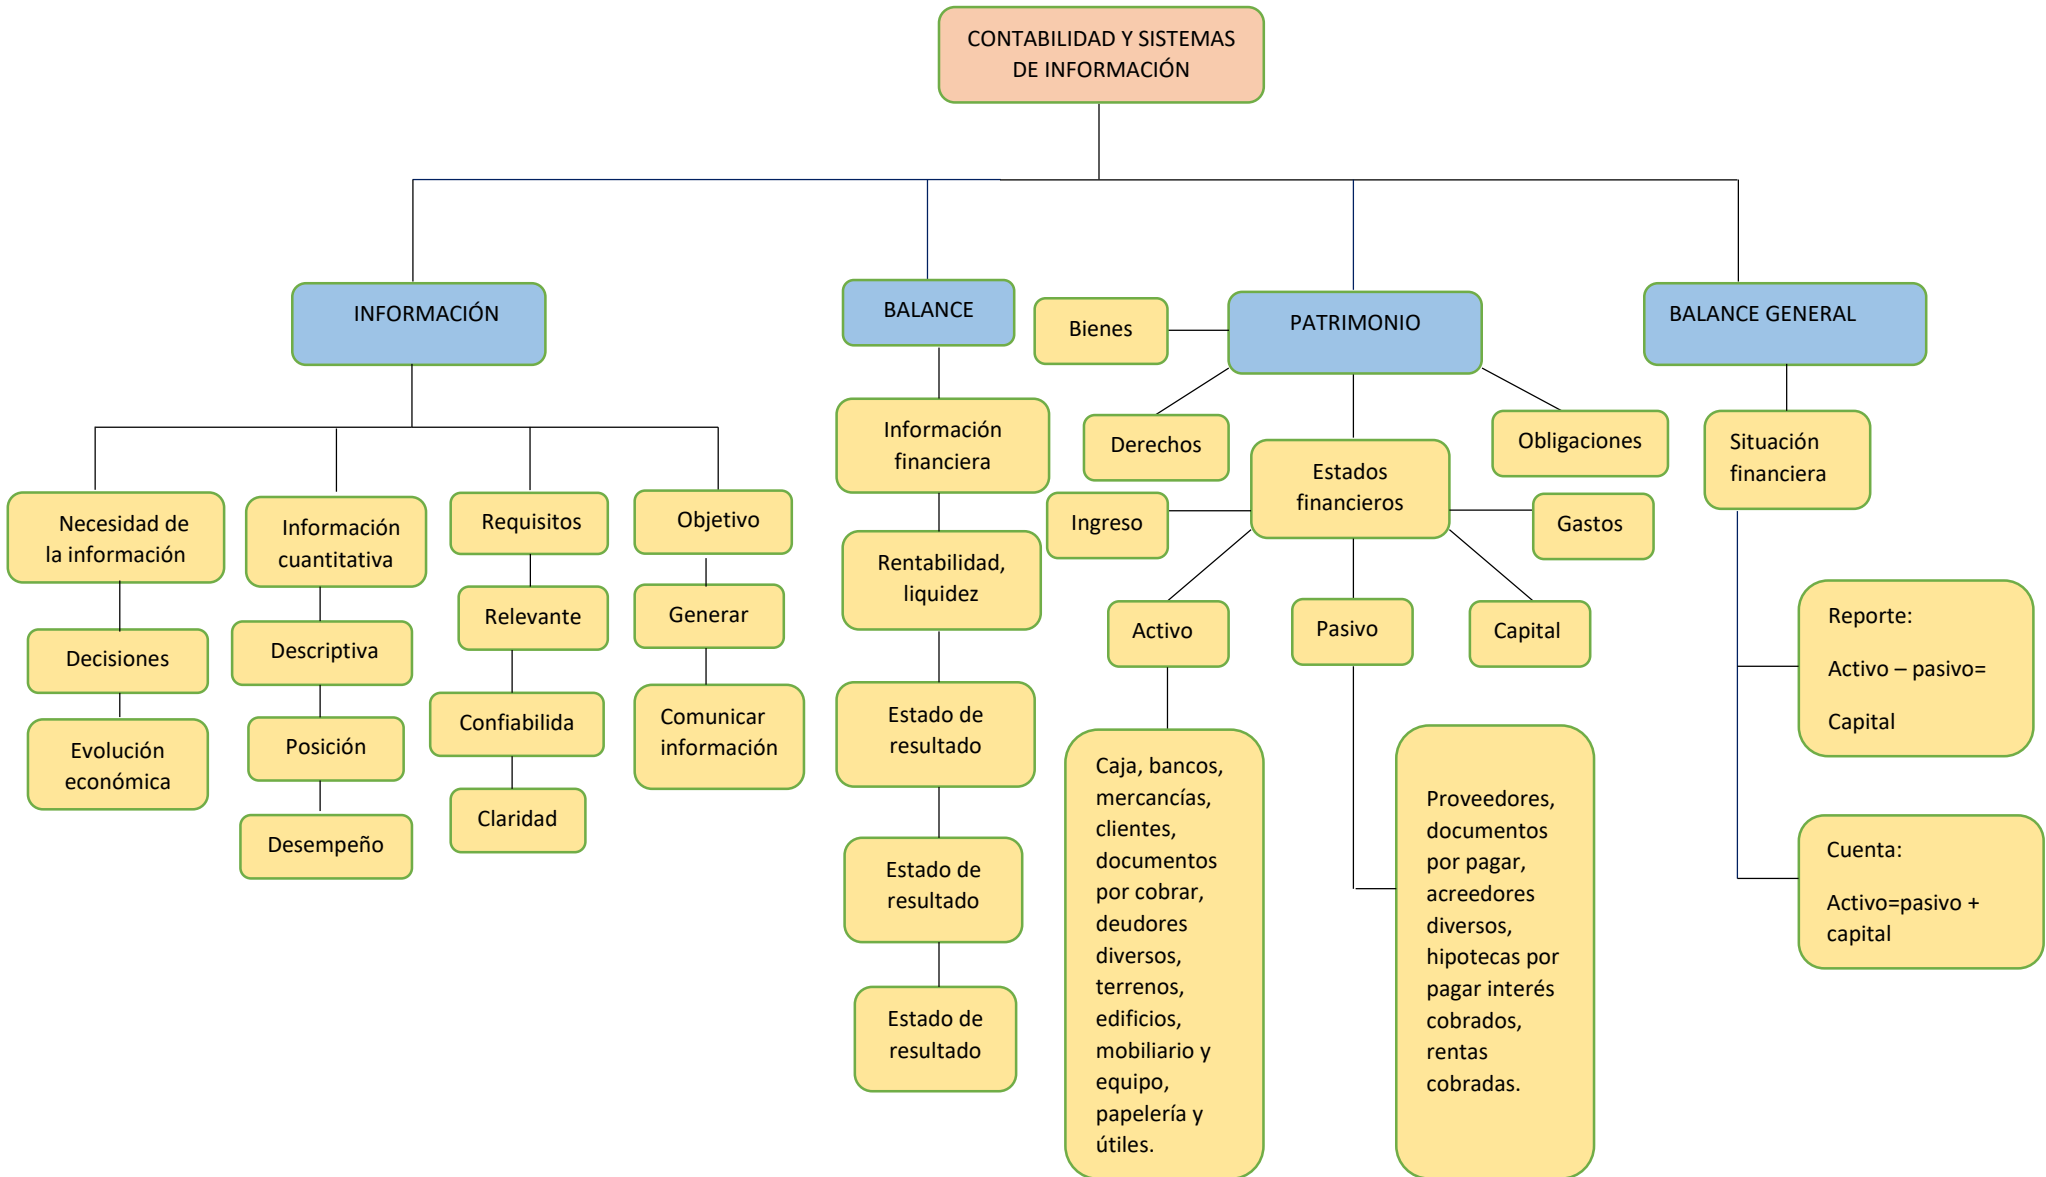 CONTABILIDAD Y SISTEMAS
DE INFORMACIÓN
INFORMACIÓN
Necesidad de
la información
Decisiones
Evolución
económica
Información
cuantitativa
Descriptiva
Posición
Desempeño
Requisitos
Relevante
Confiabilida
Claridad
Objetivo
Generar
Comunicar
información
BALANCE
Información
financiera
Rentabilidad,
liquidez
Estado de
resultado
Estado de
resultado
Estado de
resultado
PATRIMONIO
Bienes
Derechos
Obligaciones
Estados
financieros
Ingreso
Gastos
Activo
Pasivo
Capital
Caja, bancos,
mercancías,
clientes,
documentos
por cobrar,
deudores
diversos,
terrenos,
edificios,
mobiliario y
equipo,
papelería y
útiles.
Proveedores,
documentos
por pagar,
acreedores
diversos,
hipotecas por
pagar interés
cobrados,
rentas
cobradas.
BALANCE GENERAL
Situación
financiera
Reporte:
Activo – pasivo=
Capital
Cuenta:
Activo=pasivo +
capital